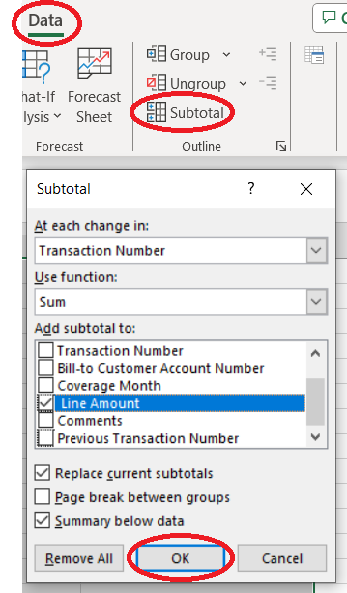 Data
Group
Ungroup
Subtotal
hat-If
lysis
Forecast
Sheet
Forecast
Outline
Subtotal
?
At each change in:
Transaction Number
Use function:
Sum
Add subtotal to:
Transaction Number
Bill-to Customer Account Number
Coverage Month
Line Amount
Comments
Previous Transaction Number
Replace current subtotals
Page break between groups
Summary below data
Remove All
OK
Cancel